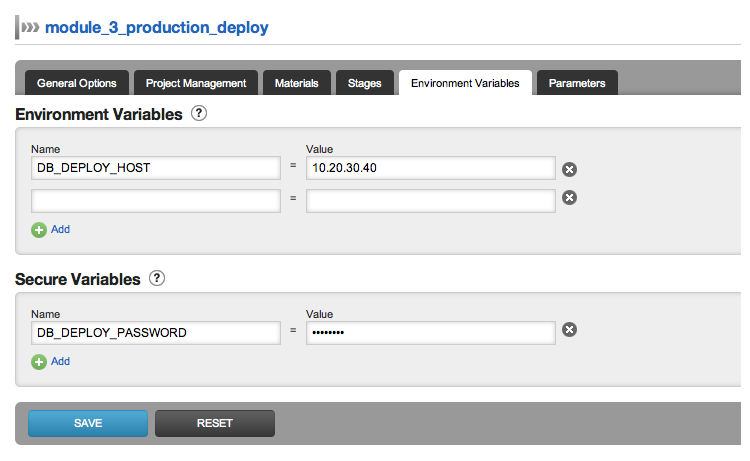 module_3_production_deploy
General Options Project Management Materials Stages Environment Variables Parameters
Environment Variables ?
Name Value
DB_DEPLOY_HOST = 10.20.30.40
=
Add
Secure Variables ?
Name Value
DB_DEPLOY_PASSWORD = ••••••••
Add
SAVE RESET